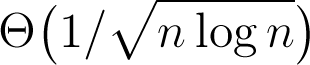 Θ(1/√(n log n))